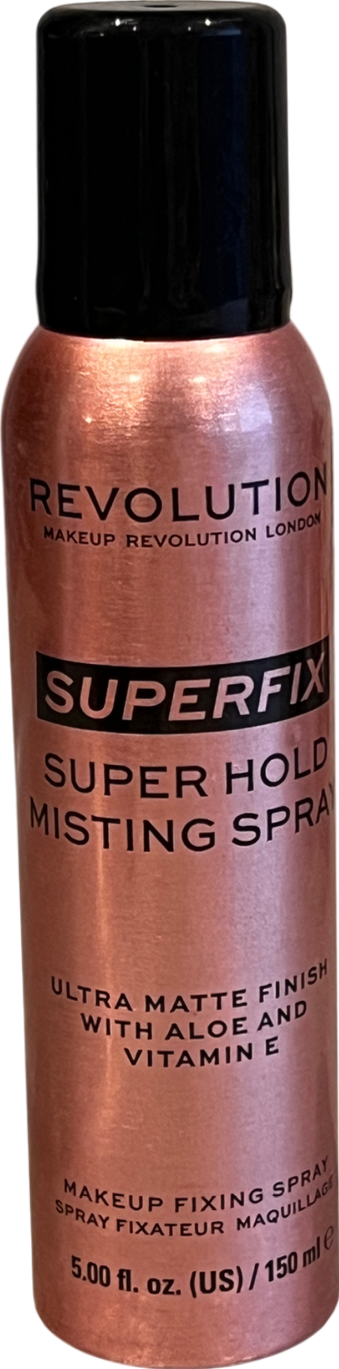 REVOLUTION
MAKEUP REVOLUTION LONDON
SUPERFIX
SUPER HOLD
MISTING SPRAY
ULTRA MATTE FINISH
WITH ALOE AND
VITAMIN E
MAKEUP FIXING SPRAY
SPRAY FIXATEUR MAQUILLAGE
5.00 fl. oz. (US) / 150 ml ℮